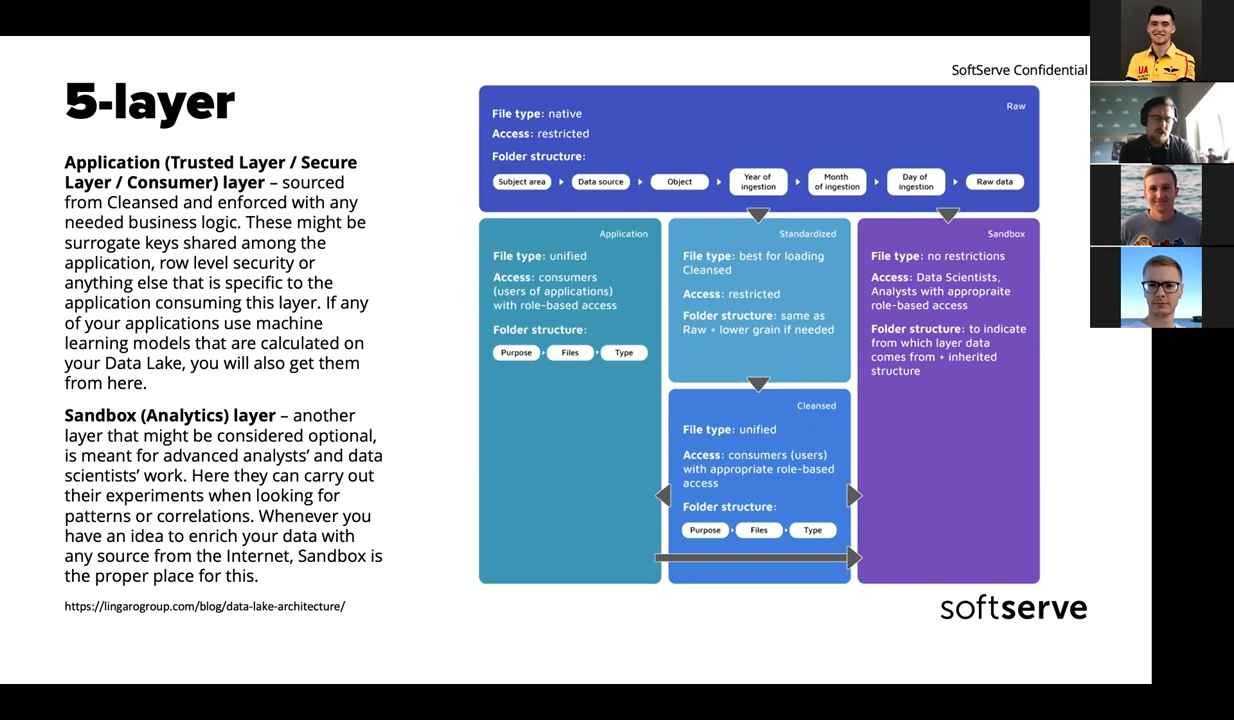 SoftServe Confidential
5-layer
Application (Trusted Layer / Secure
Layer / Consumer) layer – sourced
from Cleansed and enforced with any
needed business logic. These might be
surrogate keys shared among the
application, row level security or
anything else that is specific to the
application consuming this layer. If any
of your applications use machine
learning models that are calculated on
your Data Lake, you will also get them
from here.
Sandbox (Analytics) layer – another
layer that might be considered optional,
is meant for advanced analysts’ and data
scientists’ work. Here they can carry out
their experiments when looking for
patterns or correlations. Whenever you
have an idea to enrich your data with
any source from the Internet, Sandbox is
the proper place for this.
https://lingarogroup.com/blog/data-lake-architecture/
Raw
File type: native
Access: restricted
Folder structure:
Subject area
Data source
Object
Year of
ingestion
Month
of ingestion
Day of
ingestion
Raw data
Application
File type: unified
Access: consumers
(users of applications)
with role-based access
Folder structure:
Purpose
Files
Type
Standardized
File type: best for loading
Cleansed
Access: restricted
Folder structure: same as
Raw + lower grain if needed
Cleansed
File type: unified
Access: consumers (users)
with appropriate role-based
access
Folder structure:
Purpose
Files
Type
Sandbox
File type: no restrictions
Access: Data Scientists,
Analysts with appropraite
role-based access
Folder structure: to indicate
from which layer data
comes from + inherited
structure
softserve
UA